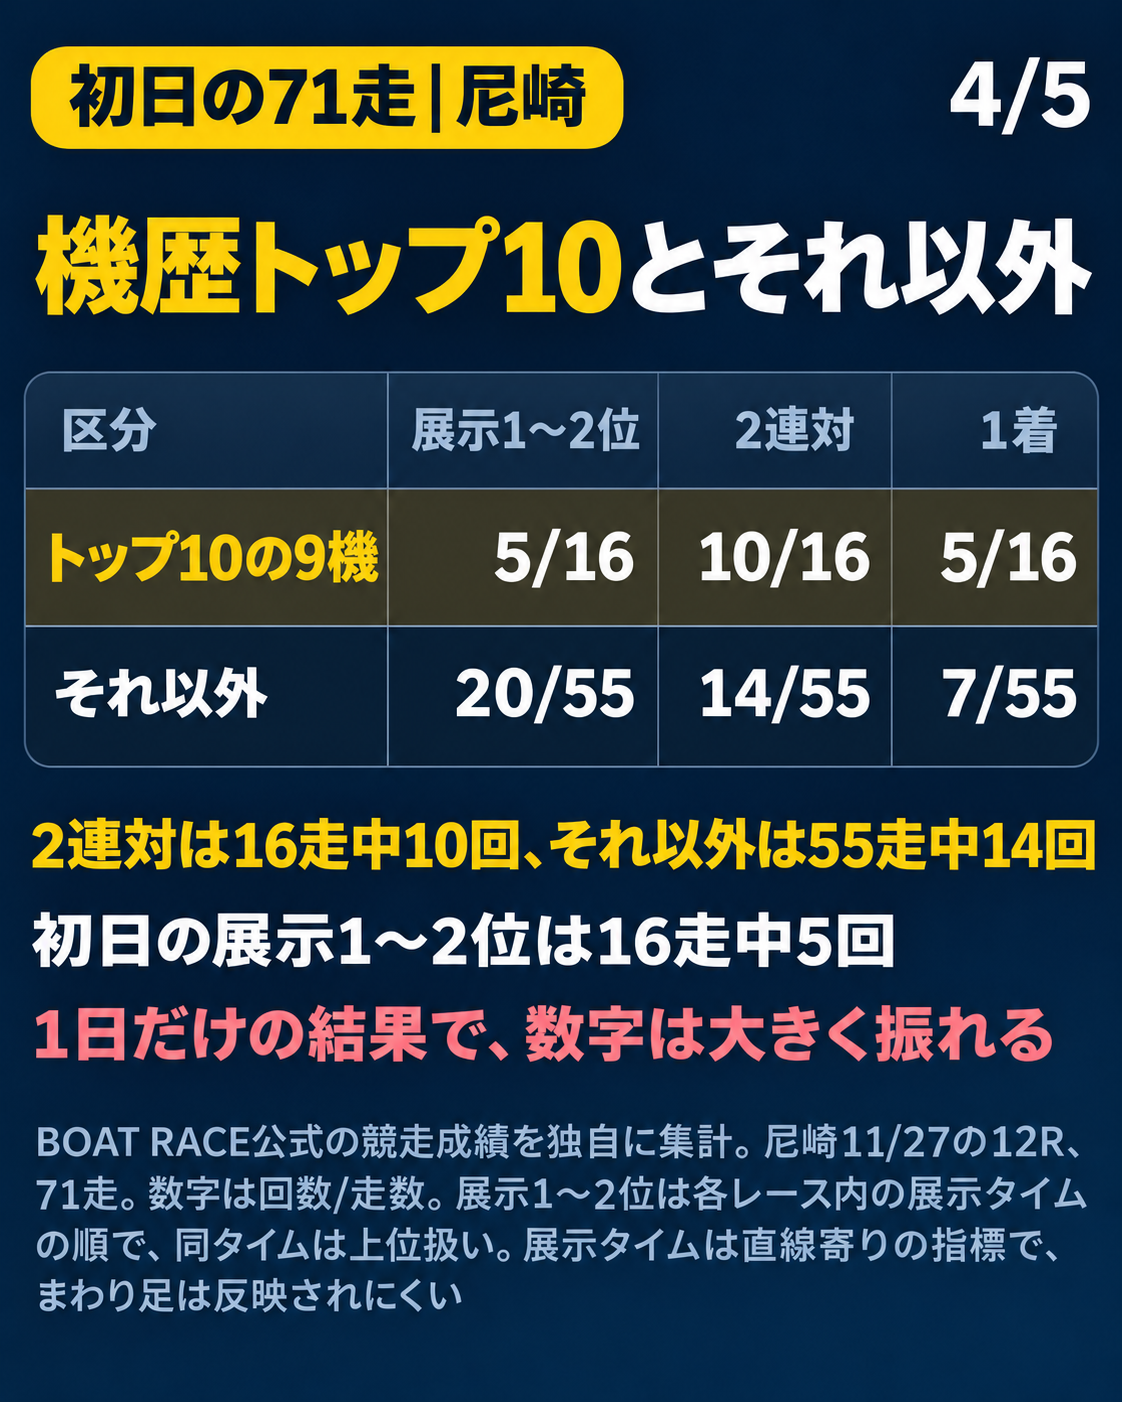 初日の71走|尼崎
4/5
機歴トップ10とそれ以外
区分 展示1〜2位 2連対 1着
トップ10の9機 5/16 10/16 5/16
それ以外 20/55 14/55 7/55
2連対は16走中10回、それ以外は55走中14回
初日の展示1〜2位は16走中5回
1日だけの結果で、数字は大きく振れる
BOAT RACE公式の競走成績を独自に集計。尼崎11/27の12R、
71走。数字は回数/走数。展示1〜2位は各レース内の展示タイム
の順で、同タイムは上位扱い。展示タイムは直線寄りの指標で、
まわり足は反映されにくい